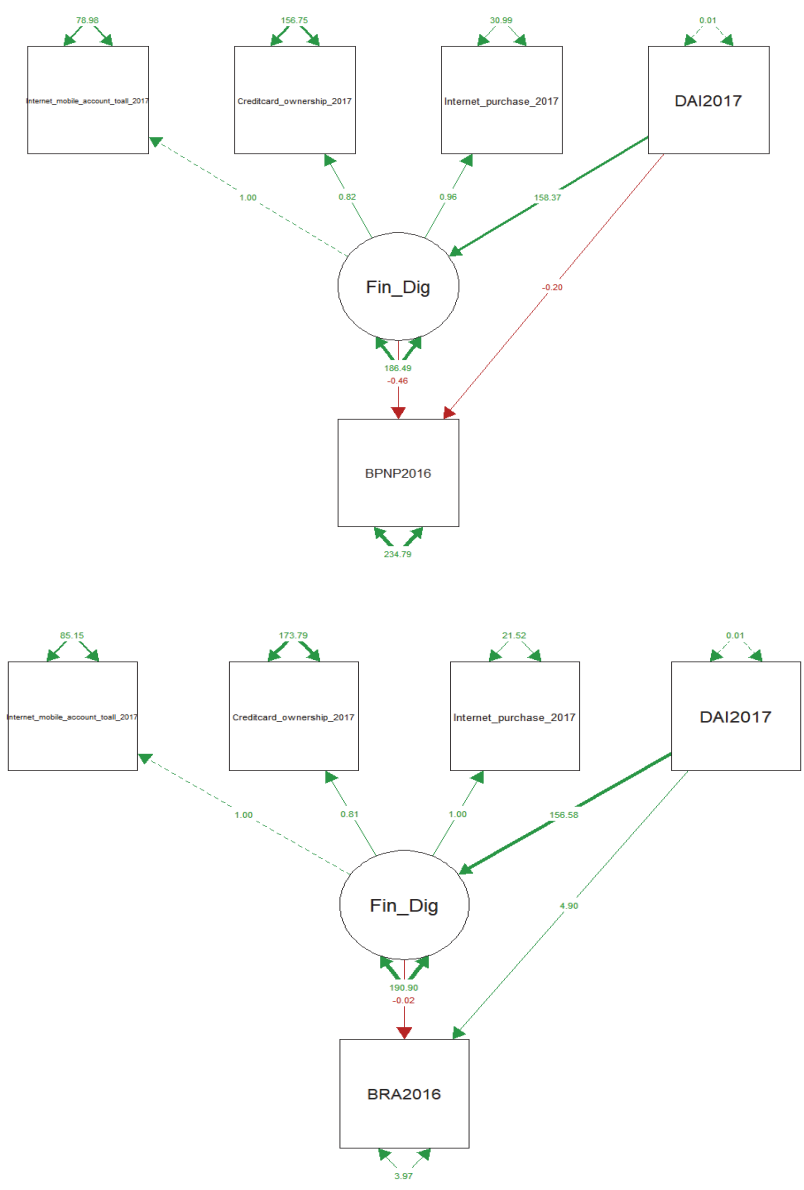 78.98
156.75
30.99
0.01
Internet_mobile_account_toall_2017
Creditcard_ownership_2017
Internet_purchase_2017
DAI2017
1.00
0.82
0.96
158.37
Fin_Dig
-0.20
186.49
-0.46
BPNP2016
234.79
85.15
173.79
21.52
0.01
Internet_mobile_account_toall_2017
Creditcard_ownership_2017
Internet_purchase_2017
DAI2017
1.00
0.81
1.00
156.58
Fin_Dig
4.90
190.90
-0.02
BRA2016
3.97